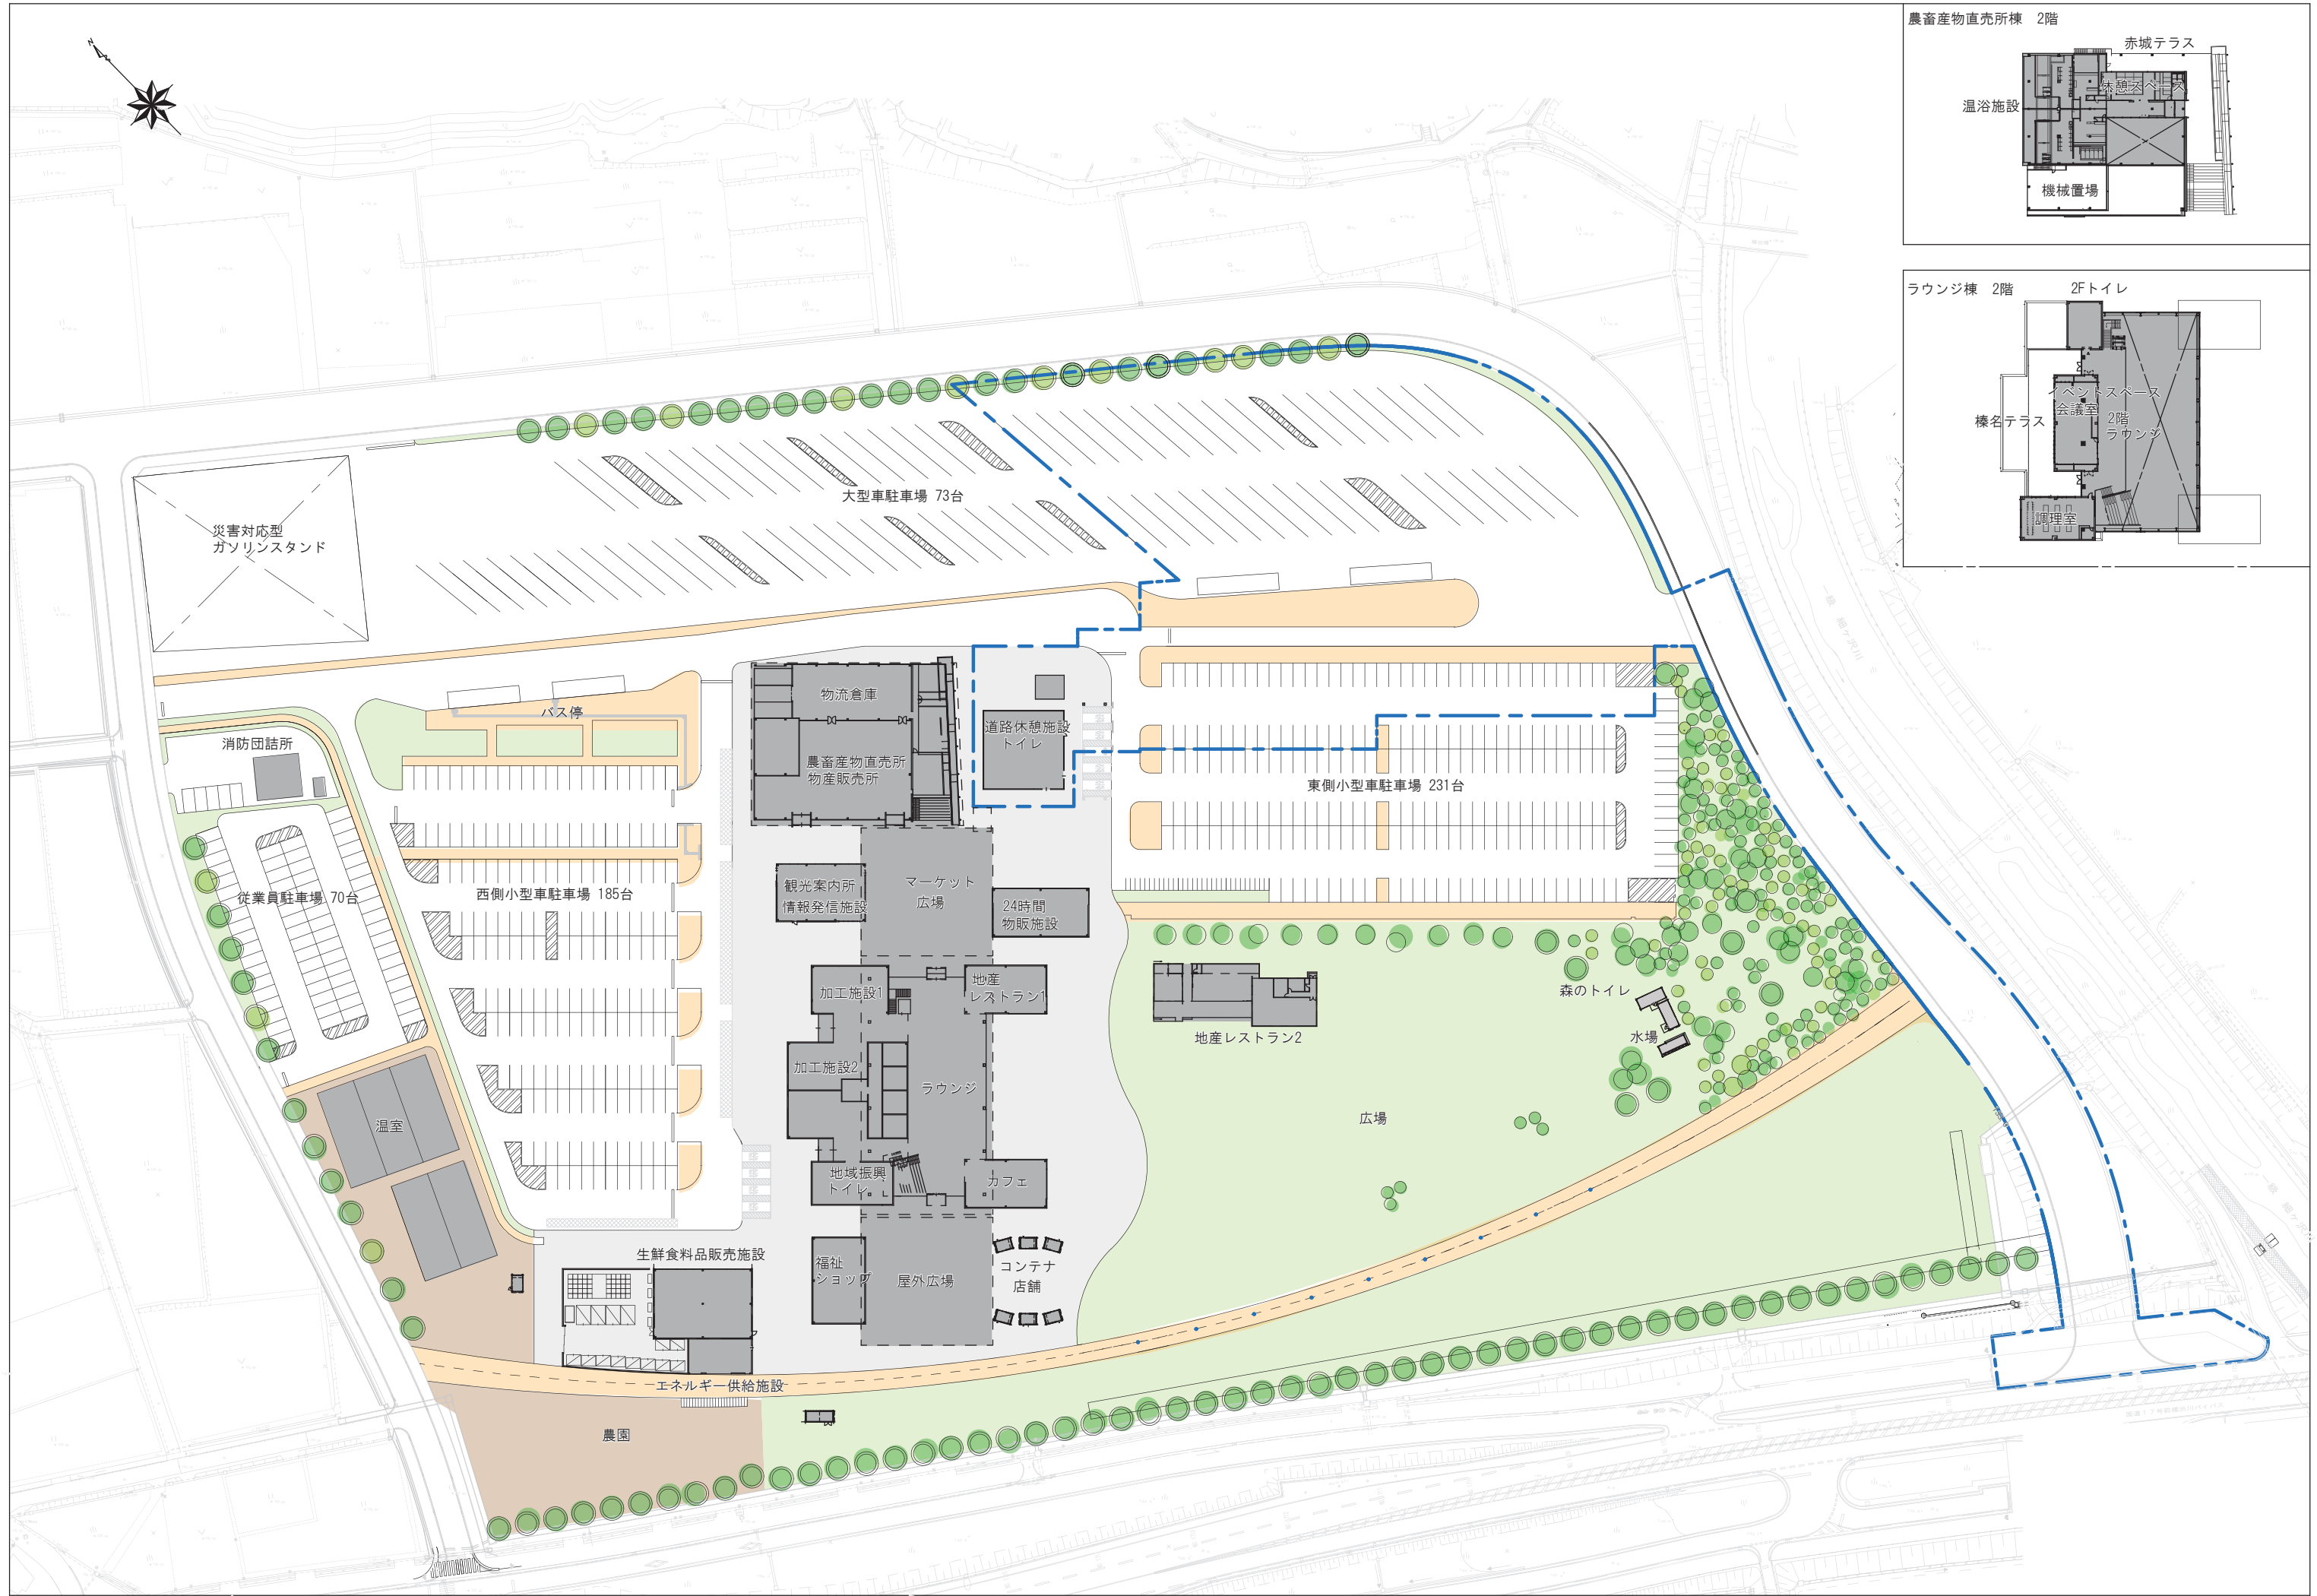 農畜産物直売所棟　2階
赤城テラス
休憩スペース
温浴施設
機械置場
ラウンジ棟　2階
2Fトイレ
イベントスペース
会議室
2階
ラウンジ
榛名テラス
調理室
N
大型車駐車場 73台
災害対応型
ガソリンスタンド
バス停
消防団詰所
物流倉庫
農畜産物直売所
物産販売所
道路休憩施設
トイレ
東側小型車駐車場 231台
従業員駐車場 70台
西側小型車駐車場 185台
観光案内所
情報発信施設
マーケット
広場
24時間
物販施設
加工施設1
地産
レストラン1
森のトイレ
水場
地産レストラン2
加工施設2
ラウンジ
広場
温室
地域振興
トイレ
カフェ
生鮮食料品販売施設
福祉
ショップ
屋外広場
コンテナ
店舗
エネルギー供給施設
農園